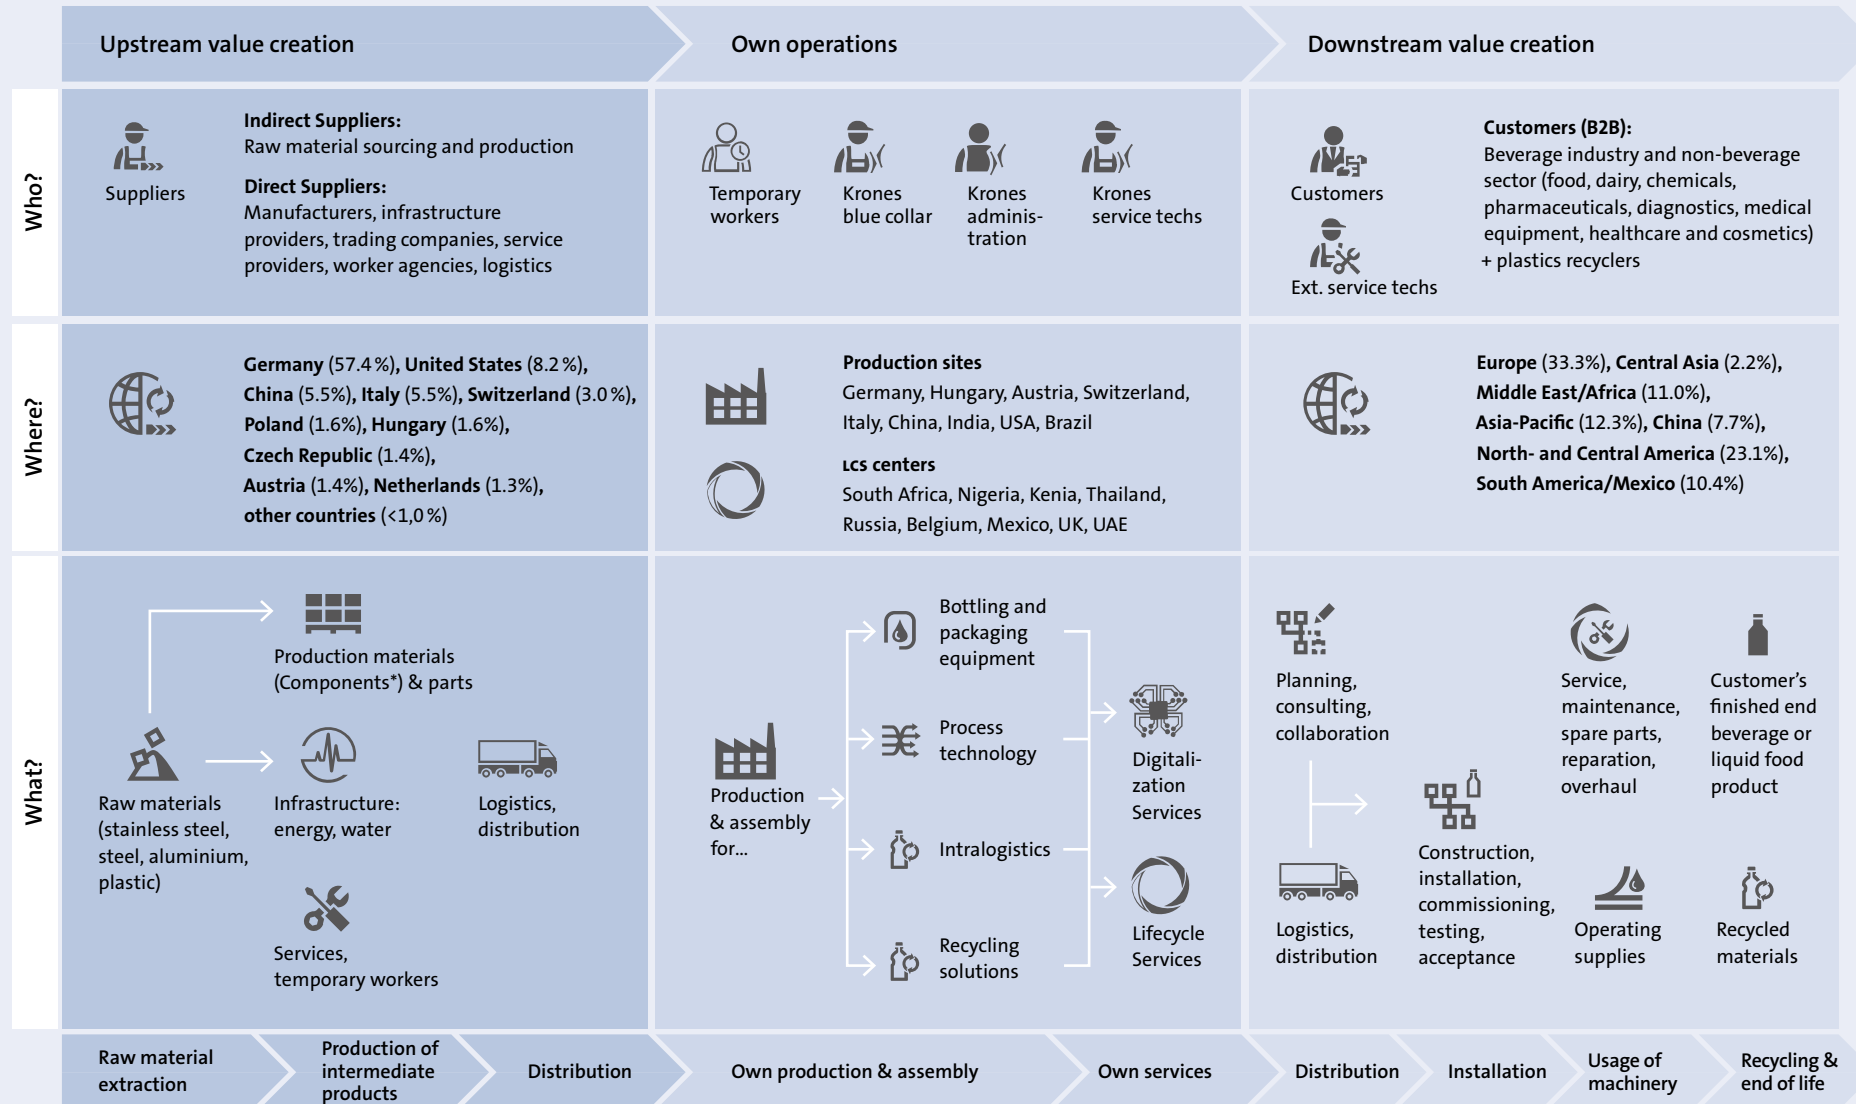 Upstream value creation
Own operations
Downstream value creation
Who?
Suppliers
Indirect Suppliers:
Raw material sourcing and production
Direct Suppliers:
Manufacturers, infrastructure
providers, trading companies, service
providers, worker agencies, logistics
Temporary
workers
Krones
blue collar
Krones
adminis-
tration
Krones
service techs
Customers
Ext. service techs
Customers (B2B):
Beverage industry and non-beverage
sector (food, dairy, chemicals,
pharmaceuticals, diagnostics, medical
equipment, healthcare and cosmetics)
+ plastics recyclers
Where?
Germany (57.4 %), United States (8.2 %),
China (5.5%), Italy (5.5%), Switzerland (3.0 %),
Poland (1.6%), Hungary (1.6%),
Czech Republic (1.4%),
Austria (1.4%), Netherlands (1.3%),
other countries (<1,0 %)
Production sites
Germany, Hungary, Austria, Switzerland,
Italy, China, India, USA, Brazil
LCS centers
South Africa, Nigeria, Kenia, Thailand,
Russia, Belgium, Mexico, UK, UAE
Europe (33.3%), Central Asia (2.2%),
Middle East/Africa (11.0%),
Asia-Pacific (12.3%), China (7.7%),
North- and Central America (23.1%),
South America/Mexico (10.4%)
What?
Production materials
(Components*) & parts
Raw materials
(stainless steel,
steel, aluminium,
plastic)
Infrastructure:
energy, water
Logistics,
distribution
Services,
temporary workers
Production
& assembly
for...
Bottling and
packaging
equipment
Process
technology
Intralogistics
Recycling
solutions
Digitali-
zation
Services
Lifecycle
Services
Planning,
consulting,
collaboration
Logistics,
distribution
Construction,
installation,
commissioning,
testing,
acceptance
Service,
maintenance,
spare parts,
reparation,
overhaul
Operating
supplies
Customer's
finished end
beverage or
liquid food
product
Recycled
materials
Raw material
extraction
Production of
intermediate
products
Distribution
Own production & assembly
Own services
Distribution
Installation
Usage of
machinery
Recycling &
end of life